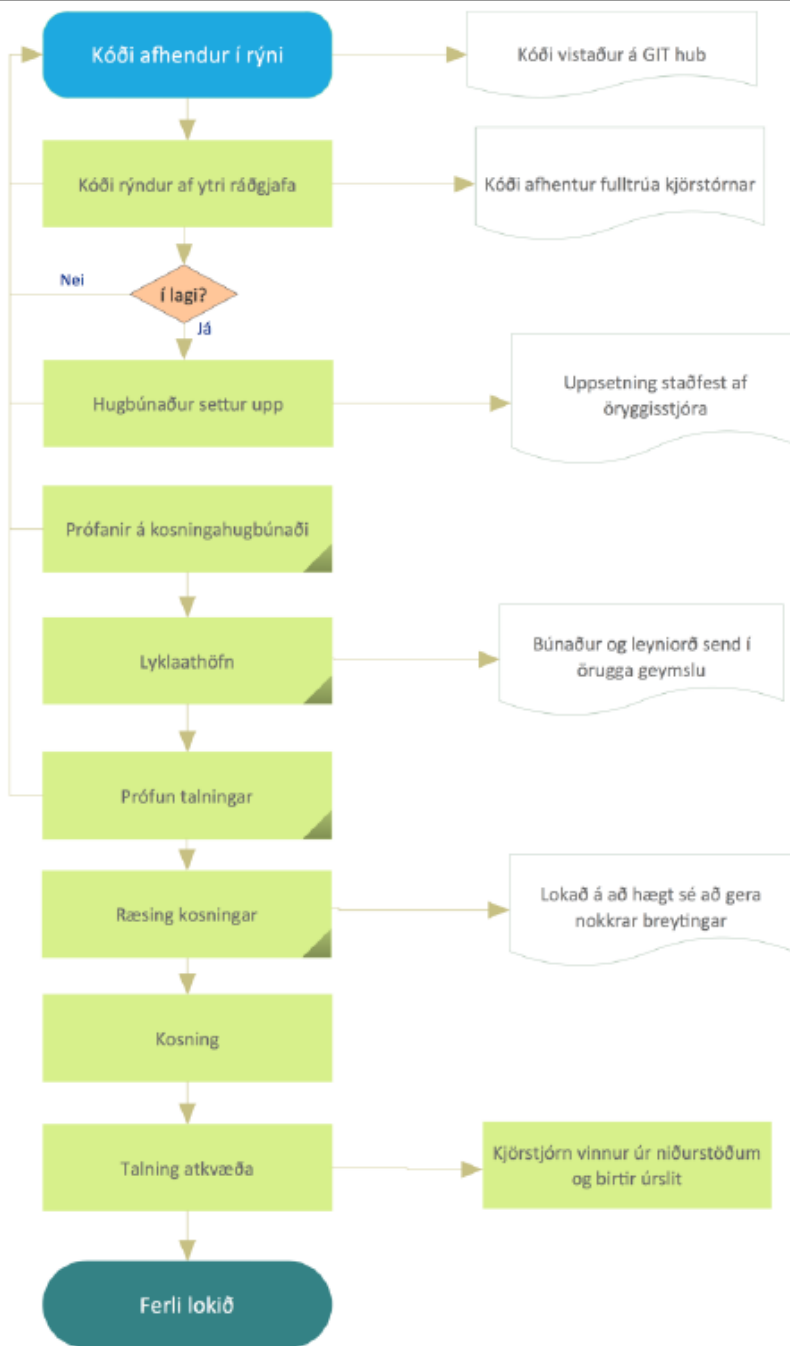 Kóði afhendur í rýni
Kóði vistaður á GIT hub
Kóði rýndur af ytri ráðgjafa
Kóði afhentur fulltrúa kjörstórnar
Nei
í lagi?
Já
Hugbúnaður settur upp
Uppsetning staðfest af
öryggisstjóra
Prófanir á kosningahugbúnaði
Lyklaathöfn
Búnaður og leyniorð send í
örugga geymslu
Prófun talningar
Ræsing kosningar
Lokað á að hægt sé að gera
nokkrar breytingar
Kosning
Talning atkvæða
Kjörstjórn vinnur úr niðurstöðum
og birtir úrslit
Ferli lokið